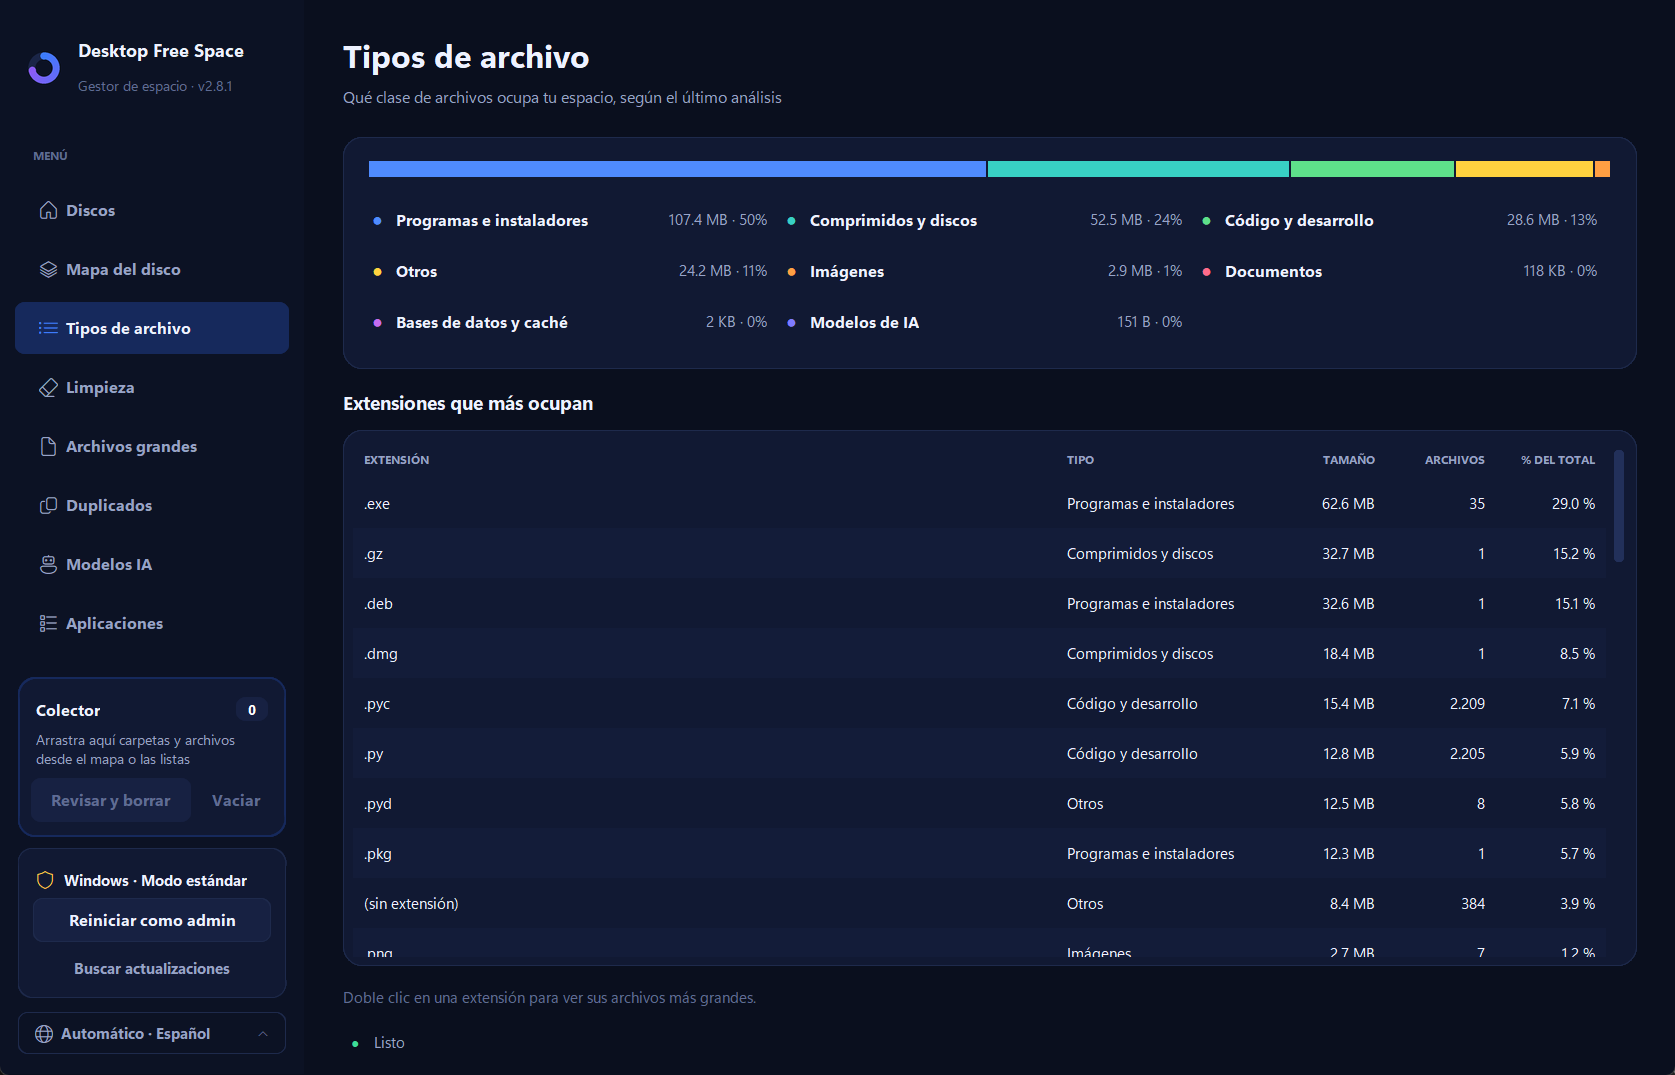 Desktop Free Space
Gestor de espacio · v2.8.1
MENÚ
Discos
Mapa del disco
Tipos de archivo
Limpieza
Archivos grandes
Duplicados
Modelos IA
Aplicaciones
Colector 0
Arrastra aquí carpetas y archivos
desde el mapa o las listas
Revisar y borrar Vaciar
Windows · Modo estándar
Reiniciar como admin
Buscar actualizaciones
Automático · Español
Tipos de archivo
Qué clase de archivos ocupa tu espacio, según el último análisis
Programas e instaladores 107.4 MB · 50% Comprimidos y discos 52.5 MB · 24% Código y desarrollo 28.6 MB · 13%
Otros 24.2 MB · 11% Imágenes 2.9 MB · 1% Documentos 118 KB · 0%
Bases de datos y caché 2 KB · 0% Modelos de IA 151 B · 0%
Extensiones que más ocupan
EXTENSIÓN TIPO TAMAÑO ARCHIVOS % DEL TOTAL
.exe Programas e instaladores 62.6 MB 35 29.0 %
.gz Comprimidos y discos 32.7 MB 1 15.2 %
.deb Programas e instaladores 32.6 MB 1 15.1 %
.dmg Comprimidos y discos 18.4 MB 1 8.5 %
.pyc Código y desarrollo 15.4 MB 2.209 7.1 %
.py Código y desarrollo 12.8 MB 2.205 5.9 %
.pyd Otros 12.5 MB 8 5.8 %
.pkg Programas e instaladores 12.3 MB 1 5.7 %
(sin extensión) Otros 8.4 MB 384 3.9 %
.png Imágenes 2.7 MB 7 1.2 %
Doble clic en una extensión para ver sus archivos más grandes.
Listo